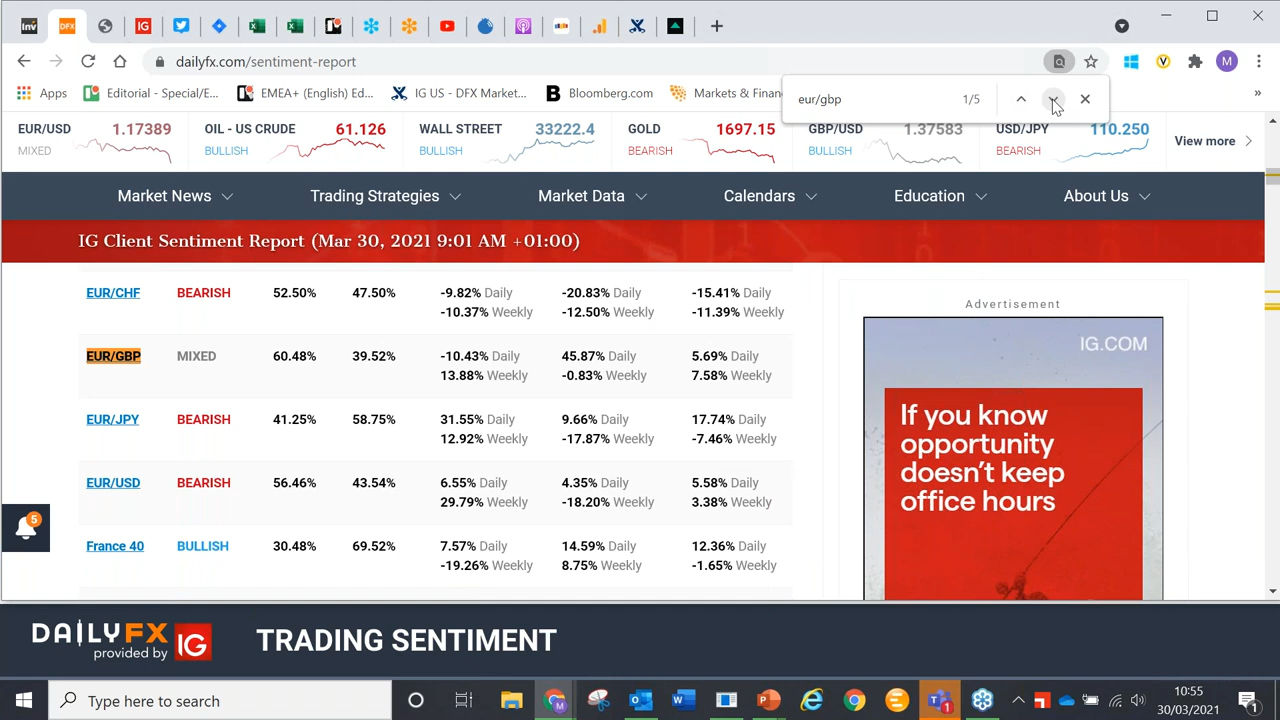 Inv
DFX
IG
dailyfx.com/sentiment-report
M
Apps
Editorial - Special/E...
EMEA+ (English) Ed...
IG US - DFX Market...
Bloomberg.com
Markets & Finan
»
eur/gbp
1/5
EUR/USD 1.17389
MIXED
OIL - US CRUDE 61.126
BULLISH
WALL STREET 33222.4
BULLISH
GOLD 1697.15
BEARISH
GBP/USD 1.37583
BULLISH
USD/JPY 110.250
BEARISH
View more
Market News
Trading Strategies
Market Data
Calendars
Education
About Us
IG Client Sentiment Report (Mar 30, 2021 9:01 AM +01:00)
EUR/CHF BEARISH 52.50% 47.50% -9.82% Daily -20.83% Daily -15.41% Daily
-10.37% Weekly -12.50% Weekly -11.39% Weekly
EUR/GBP MIXED 60.48% 39.52% -10.43% Daily 45.87% Daily 5.69% Daily
13.88% Weekly -0.83% Weekly 7.58% Weekly
EUR/JPY BEARISH 41.25% 58.75% 31.55% Daily 9.66% Daily 17.74% Daily
12.92% Weekly -17.87% Weekly -7.46% Weekly
EUR/USD BEARISH 56.46% 43.54% 6.55% Daily 4.35% Daily 5.58% Daily
29.79% Weekly -18.20% Weekly 3.38% Weekly
France 40 BULLISH 30.48% 69.52% 7.57% Daily 14.59% Daily 12.36% Daily
-19.26% Weekly 8.75% Weekly -1.65% Weekly
5
Advertisement
IG.COM
If you know
opportunity
doesn't keep
office hours
DAILYFX
provided by IG
TRADING SENTIMENT
Type here to search
1
10:55
30/03/2021
1